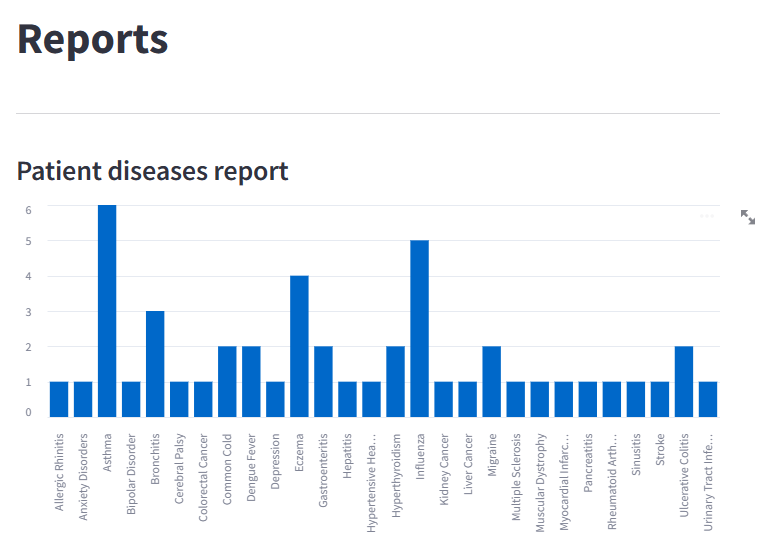 Reports
Patient diseases report
6
5
4
3
2
1
0
Allergic Rhinitis
Anxiety Disorders
Asthma
Bipolar Disorder
Bronchitis
Cerebral Palsy
Colorectal Cancer
Common Cold
Dengue Fever
Depression
Eczema
Gastroenteritis
Hepatitis
Hypertensive Hea…
Hyperthyroidism
Influenza
Kidney Cancer
Liver Cancer
Migraine
Multiple Sclerosis
Muscular Dystrophy
Myocardial Infarc…
Pancreatitis
Rheumatoid Arth…
Sinusitis
Stroke
Ulcerative Colitis
Urinary Tract Infe…